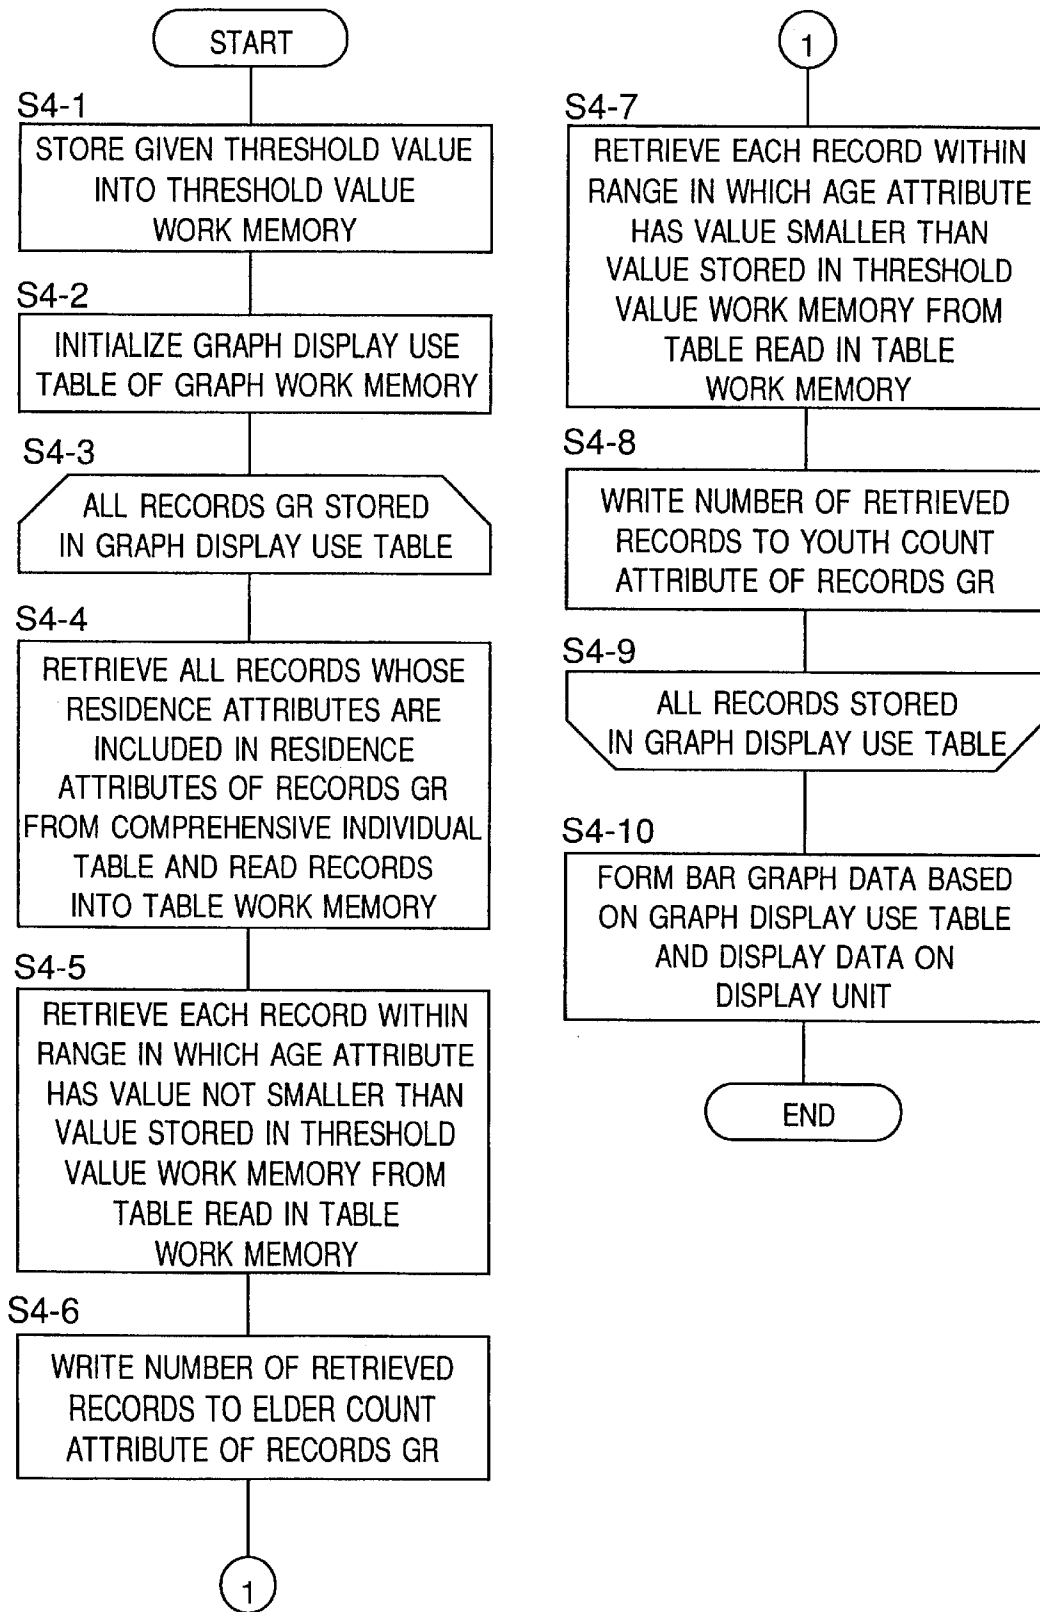 START
S4-1
STORE GIVEN THRESHOLD VALUE
INTO THRESHOLD VALUE
WORK MEMORY
S4-2
INITIALIZE GRAPH DISPLAY USE
TABLE OF GRAPH WORK MEMORY
S4-3
ALL RECORDS GR STORED
IN GRAPH DISPLAY USE TABLE
S4-4
RETRIEVE ALL RECORDS WHOSE
RESIDENCE ATTRIBUTES ARE
INCLUDED IN RESIDENCE
ATTRIBUTES OF RECORDS GR
FROM COMPREHENSIVE INDIVIDUAL
TABLE AND READ RECORDS
INTO TABLE WORK MEMORY
S4-5
RETRIEVE EACH RECORD WITHIN
RANGE IN WHICH AGE ATTRIBUTE
HAS VALUE NOT SMALLER THAN
VALUE STORED IN THRESHOLD
VALUE WORK MEMORY FROM
TABLE READ IN TABLE
WORK MEMORY
S4-6
WRITE NUMBER OF RETRIEVED
RECORDS TO ELDER COUNT
ATTRIBUTE OF RECORDS GR
1
1
S4-7
RETRIEVE EACH RECORD WITHIN
RANGE IN WHICH AGE ATTRIBUTE
HAS VALUE SMALLER THAN
VALUE STORED IN THRESHOLD
VALUE WORK MEMORY FROM
TABLE READ IN TABLE
WORK MEMORY
S4-8
WRITE NUMBER OF RETRIEVED
RECORDS TO YOUTH COUNT
ATTRIBUTE OF RECORDS GR
S4-9
ALL RECORDS STORED
IN GRAPH DISPLAY USE TABLE
S4-10
FORM BAR GRAPH DATA BASED
ON GRAPH DISPLAY USE TABLE
AND DISPLAY DATA ON
DISPLAY UNIT
END